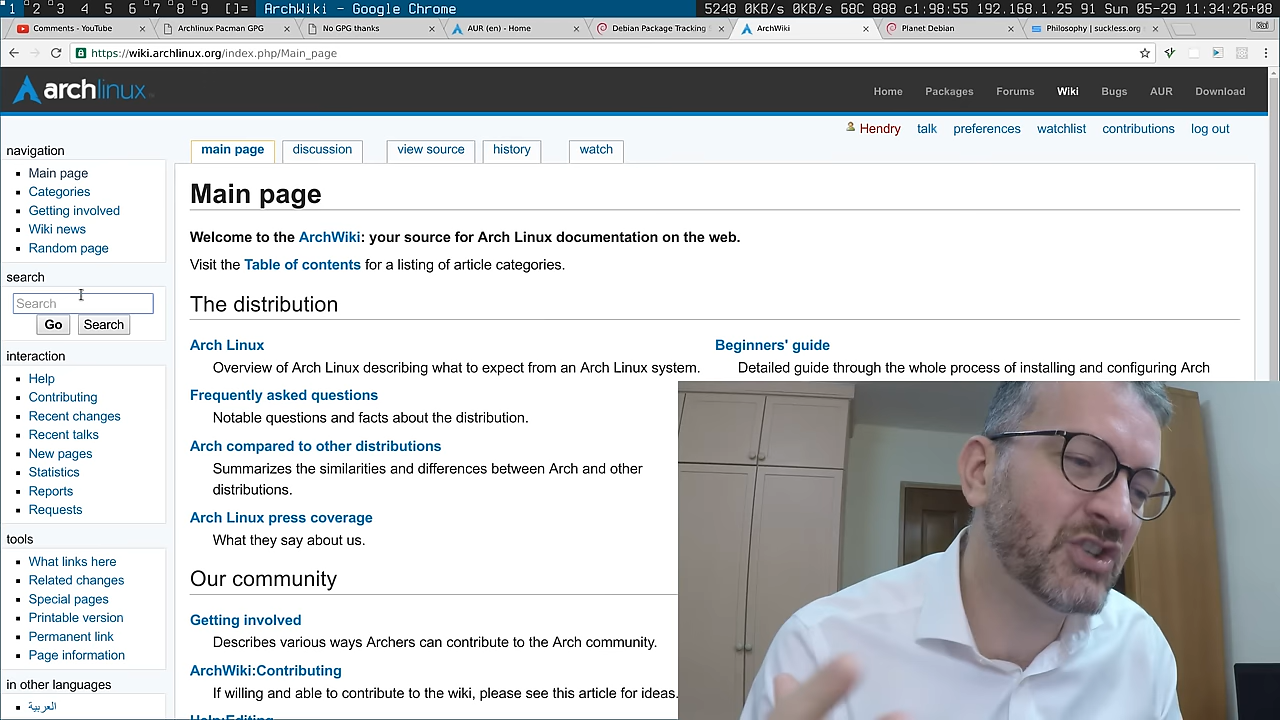 1 2 3 4 5 6 7 8 9 []= ArchWiki - Google Chrome 5248 0KB/s 0KB/s 68C 888 c1:98:55 192.168.1.25 91 Sun 05-29 11:34:26+08
Comments - YouTube × Archlinux Pacman GPG × No GPG thanks × AUR (en) - Home × Debian Package Tracking × ArchWiki × Planet Debian × Philosophy | suckless.org ×
https://wiki.archlinux.org/index.php/Main_page
archlinux Home Packages Forums Wiki Bugs AUR Download
Hendry talk preferences watchlist contributions log out
main page discussion view source history watch
navigation
Main page
Categories
Getting involved
Wiki news
Random page
search
Search
Go Search
interaction
Help
Contributing
Recent changes
Recent talks
New pages
Statistics
Reports
Requests
tools
What links here
Related changes
Special pages
Printable version
Permanent link
Page information
in other languages
العربية
Main page
Welcome to the ArchWiki: your source for Arch Linux documentation on the web.
Visit the Table of contents for a listing of article categories.
The distribution
Arch Linux
Overview of Arch Linux describing what to expect from an Arch Linux system.
Frequently asked questions
Notable questions and facts about the distribution.
Arch compared to other distributions
Summarizes the similarities and differences between Arch and other
distributions.
Arch Linux press coverage
What they say about us.
Beginners' guide
Detailed guide through the whole process of installing and configuring Arch
Our community
Getting involved
Describes various ways Archers can contribute to the Arch community.
ArchWiki:Contributing
If willing and able to contribute to the wiki, please see this article for ideas.
Help:Editing